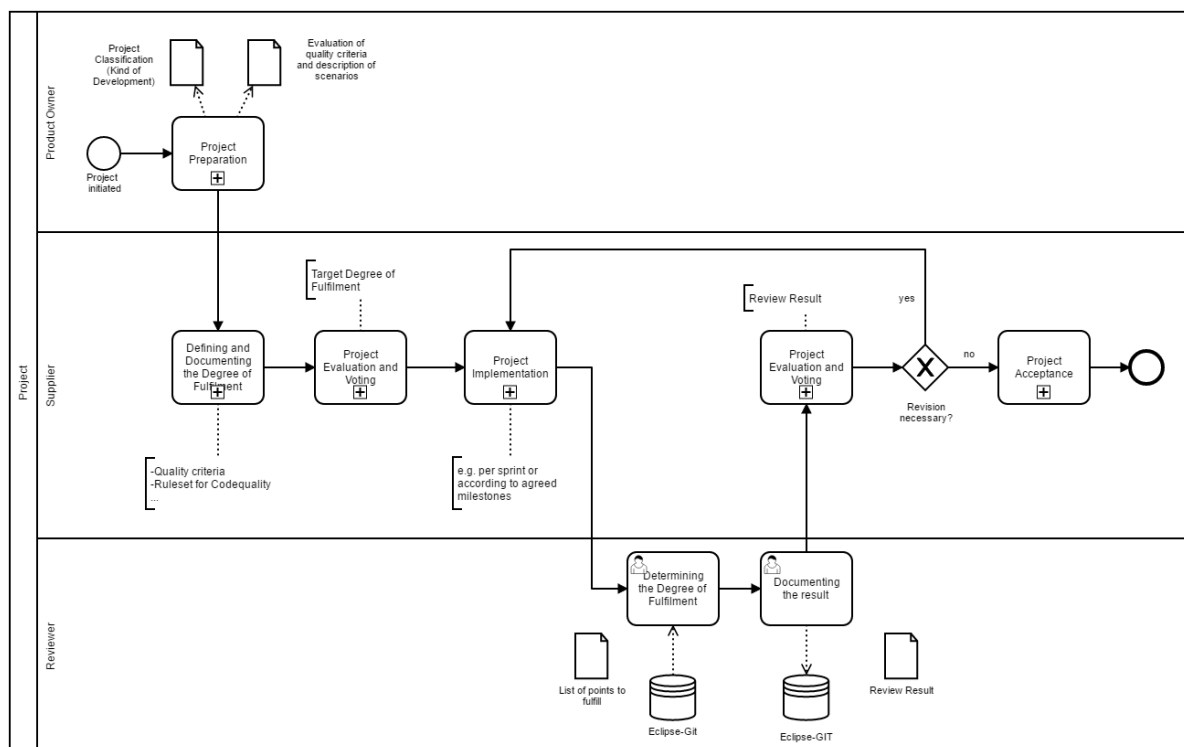 Project
Product Owner
Project
Classification
(Kind of
Development)
Evaluation of
quality criteria
and description of
scenarios
Project
initiated
Project
Preparation
Supplier
Target Degree of
Fulfilment
Defining and
Documenting
the Degree of
Fulfilment
Project
Evaluation and
Voting
Project
Implementation
-Quality criteria
-Ruleset for Codequality
...
e.g. per sprint or
according to agreed
milestones
Review Result
Project
Evaluation and
Voting
yes
no
Revision
necessary?
Project
Acceptance
Reviewer
Determining
the Degree of
Fulfilment
Documenting
the result
List of points to
fulfill
Eclipse-Git
Eclipse-GIT
Review Result